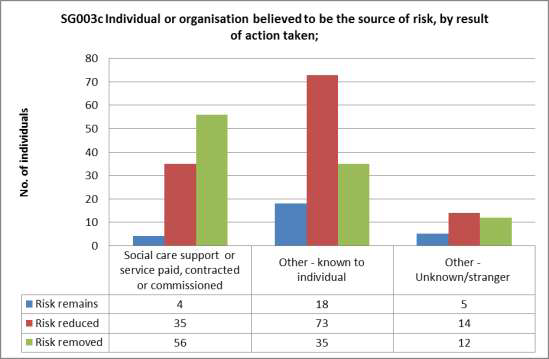 SG003c Individual or organisation believed to be the source of risk, by result
of action taken;
No. of individuals
80
70
60
50
40
30
20
10
0
Social care support or
service paid, contracted
or commissioned
Other - known to
individual
Other -
Unknown/stranger
Risk remains 4 18 5
Risk reduced 35 73 14
Risk removed 56 35 12